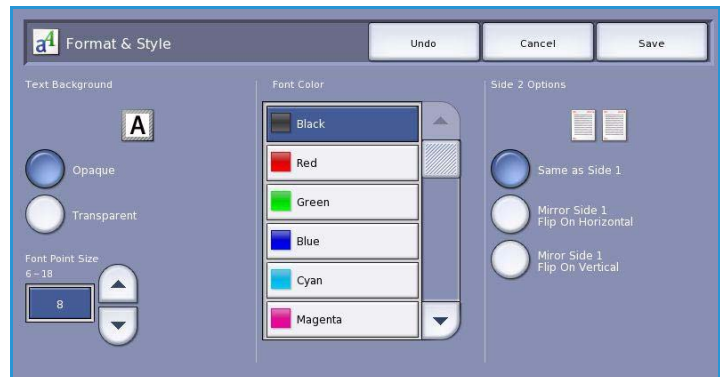 Format & Style
Undo
Cancel
Save
Text Background
A
Opaque
Transparent
Font Point Size
6 – 18
8
Font Color
Black
Red
Green
Blue
Cyan
Magenta
Side 2 Options
Same as Side 1
Mirror Side 1
Flip On Horizontal
Miror Side 1
Flip On Vertical